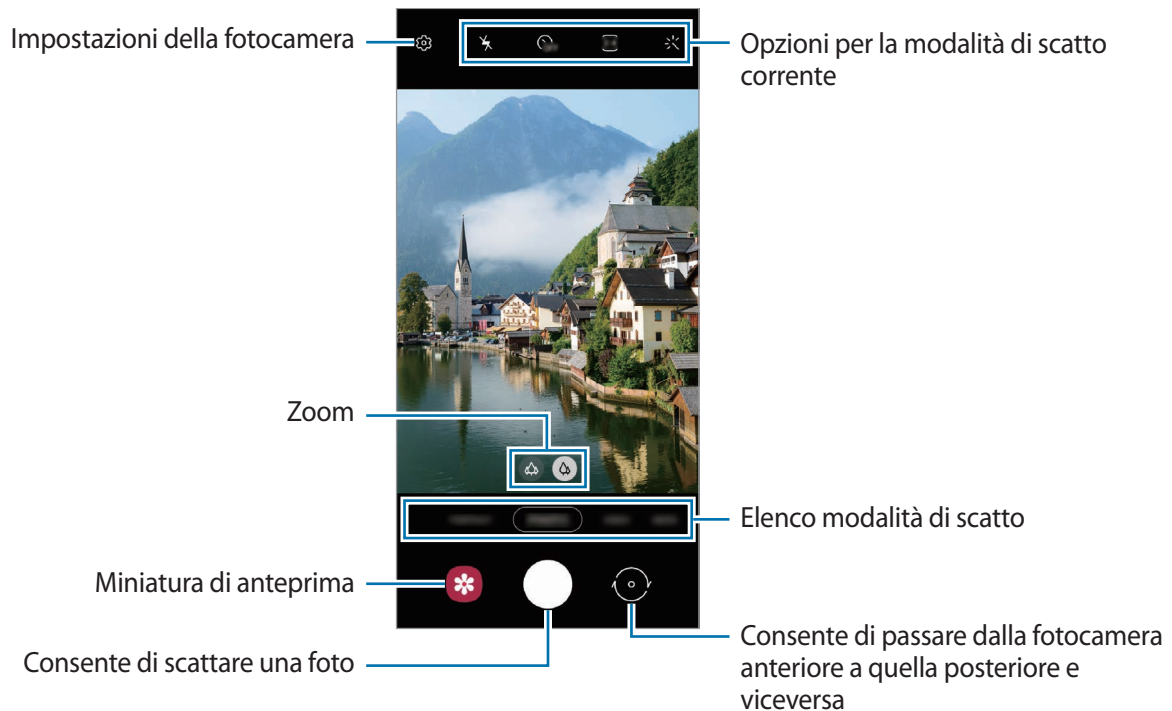 Impostazioni della fotocamera
Opzioni per la modalità di scatto
corrente
Zoom
Elenco modalità di scatto
Miniatura di anteprima
Consente di scattare una foto
Consente di passare dalla fotocamera
anteriore a quella posteriore e
viceversa